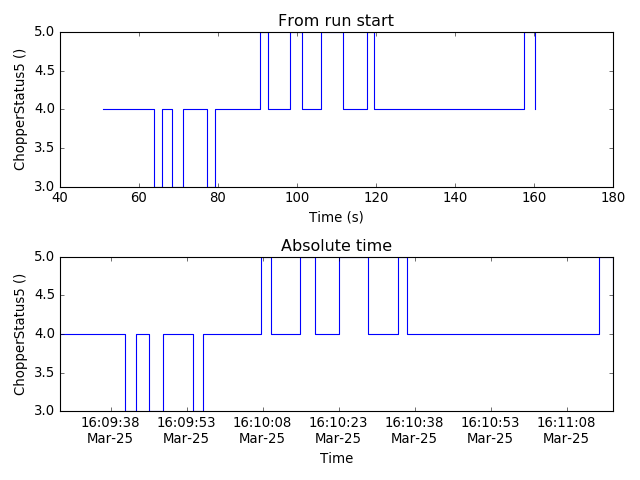 From run start
5.0
4.5
4.0
3.5
3.0
ChopperStatus5 ()
40 60 80 100 120 140 160 180
Time (s)
Absolute time
5.0
4.5
4.0
3.5
3.0
ChopperStatus5 ()
16:09:38 16:09:53 16:10:08 16:10:23 16:10:38 16:10:53 16:11:08
Mar-25 Mar-25 Mar-25 Mar-25 Mar-25 Mar-25 Mar-25
Time